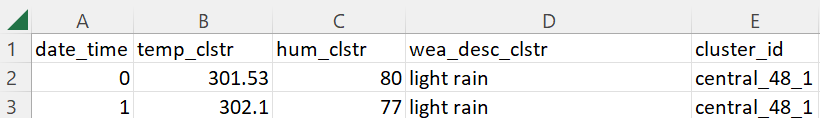 A B C D E
1 date_time temp_clstr hum_clstr wea_desc_clstr cluster_id
2 0 301.53 80 light rain central_48_1
3 1 302.1 77 light rain central_48_1